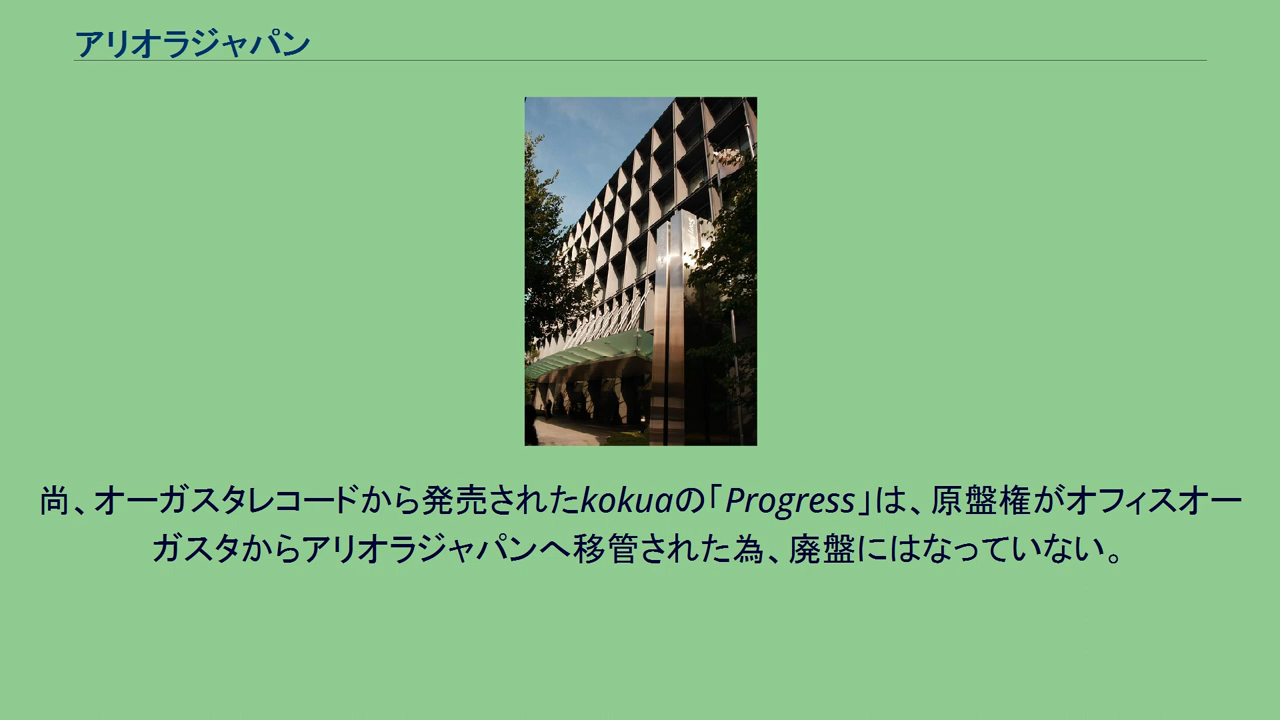 アリオラジャパン
尚、オーガスタレコードから発売されたkokuaの「Progress」は、原盤権がオフィスオー
ガスタからアリオラジャパンへ移管された為、廃盤にはなっていない。